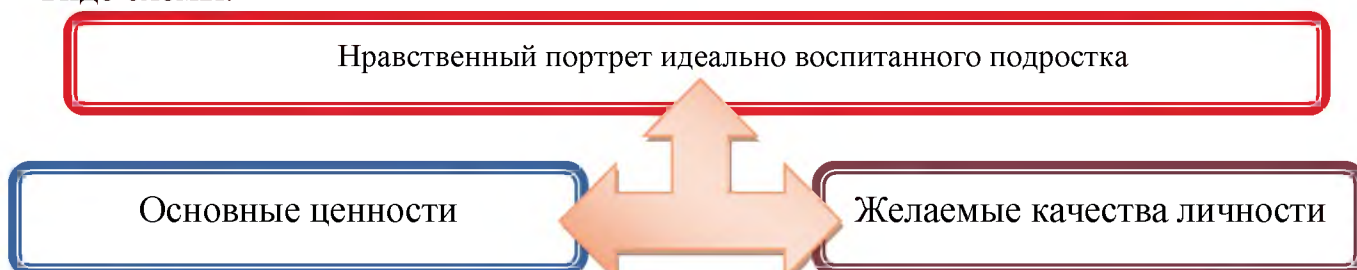 Нравственный портрет идеально воспитанного подростка
Основные ценности
Желаемые качества личности